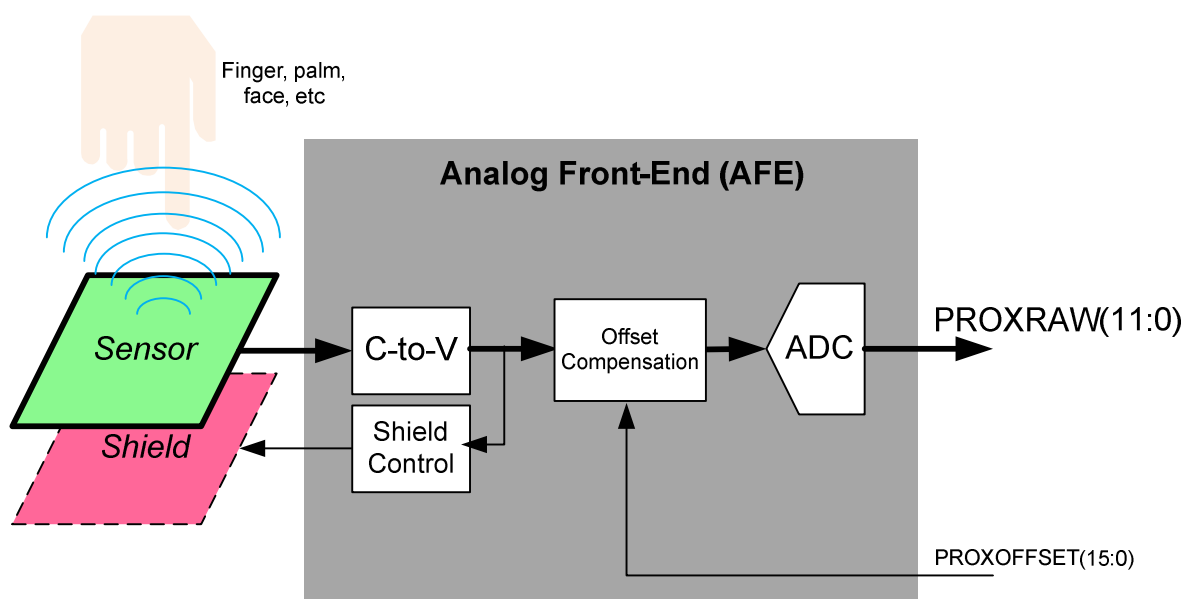 Finger, palm,
face, etc
Analog Front-End (AFE)
Sensor
C-to-V
Offset
Compensation
ADC
PROXRAW(11:0)
Shield
Shield
Control
PROXOFFSET(15:0)